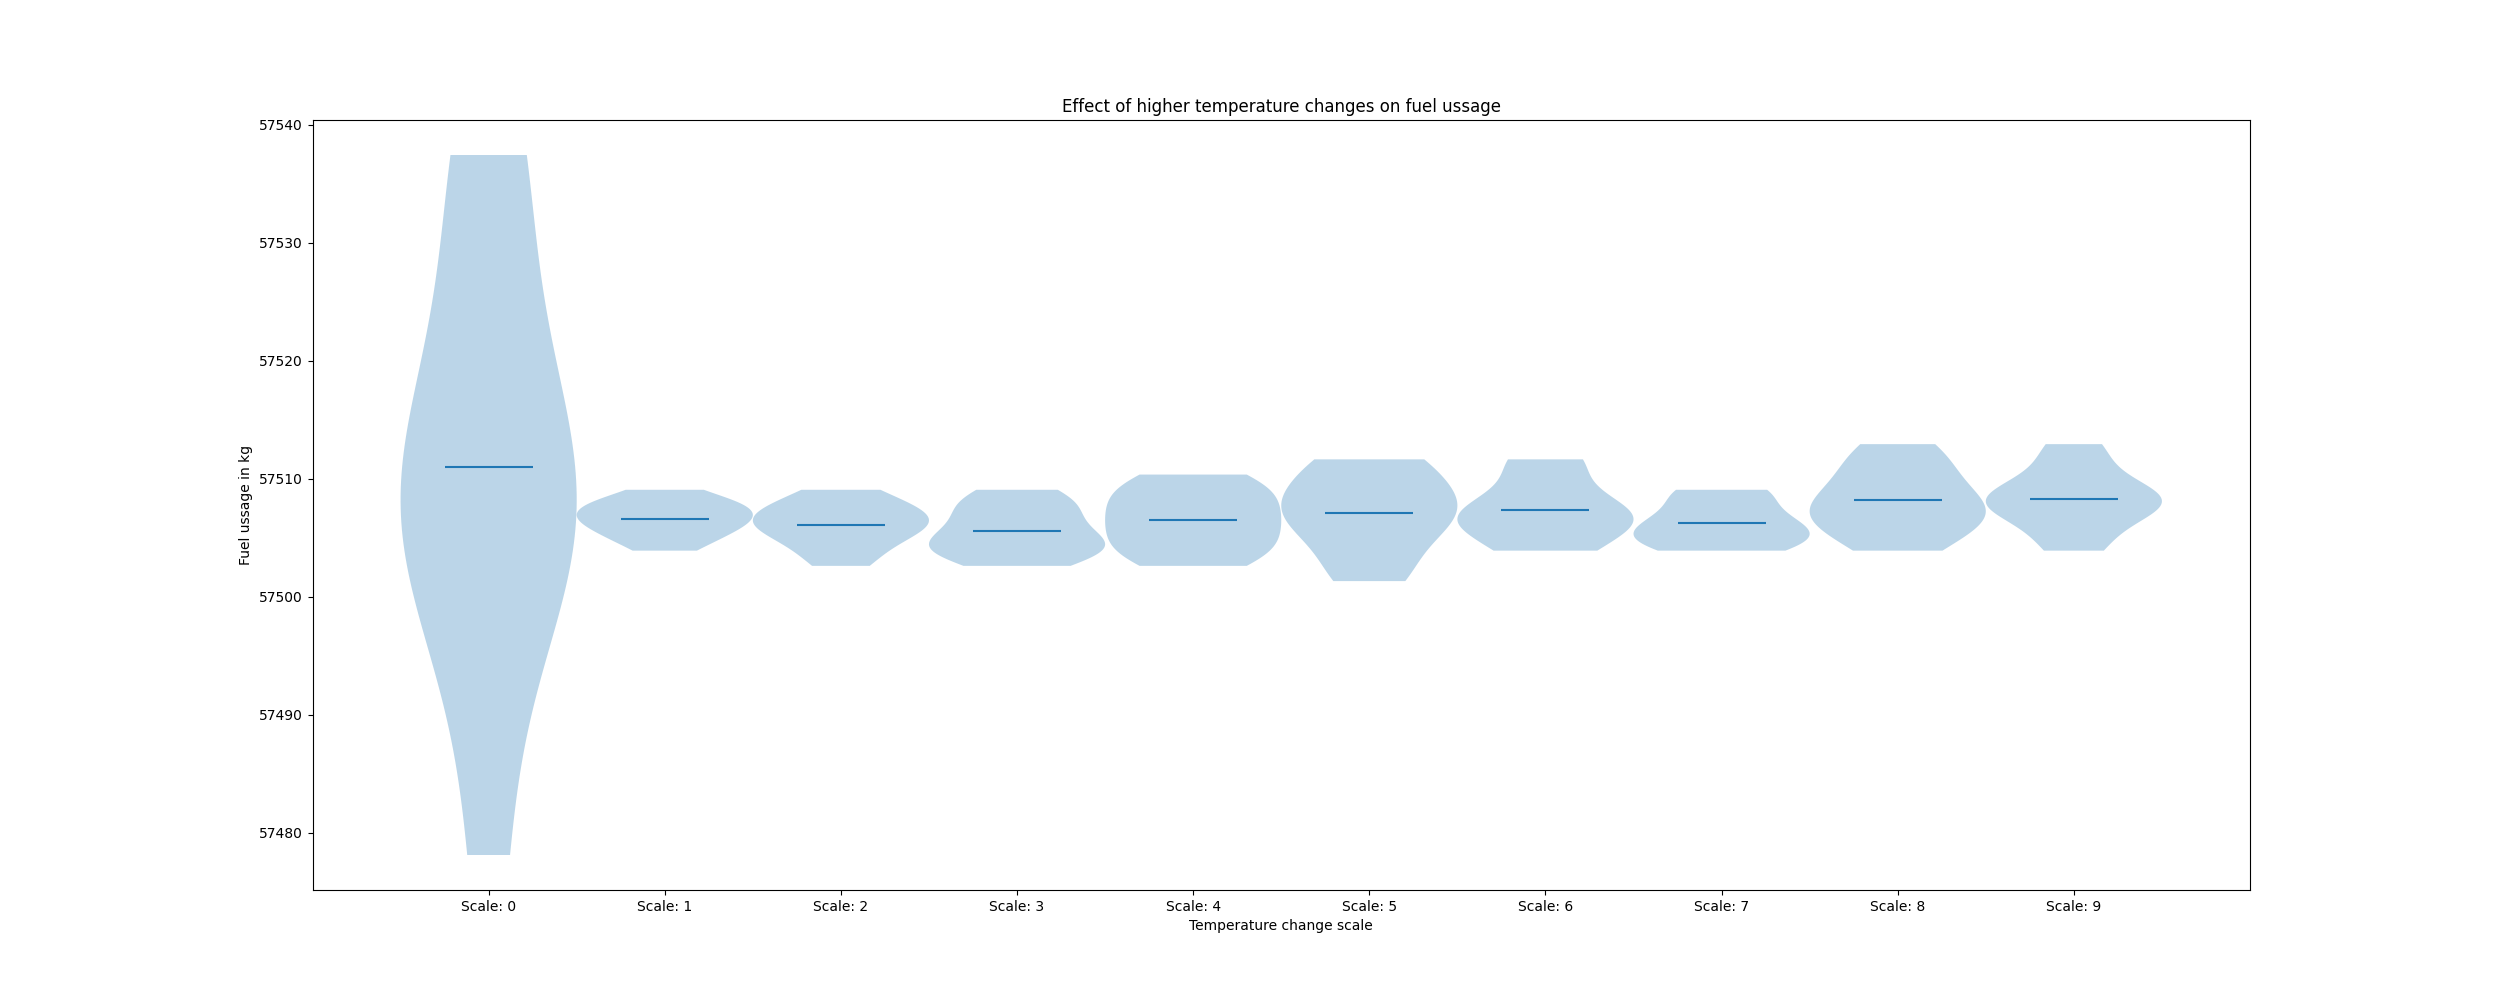 Effect of higher temperature changes on fuel ussage
57540
57530
57520
57510
57500
57490
57480
Fuel ussage in kg
Scale: 0
Scale: 1
Scale: 2
Scale: 3
Scale: 4
Scale: 5
Scale: 6
Scale: 7
Scale: 8
Scale: 9
Temperature change scale